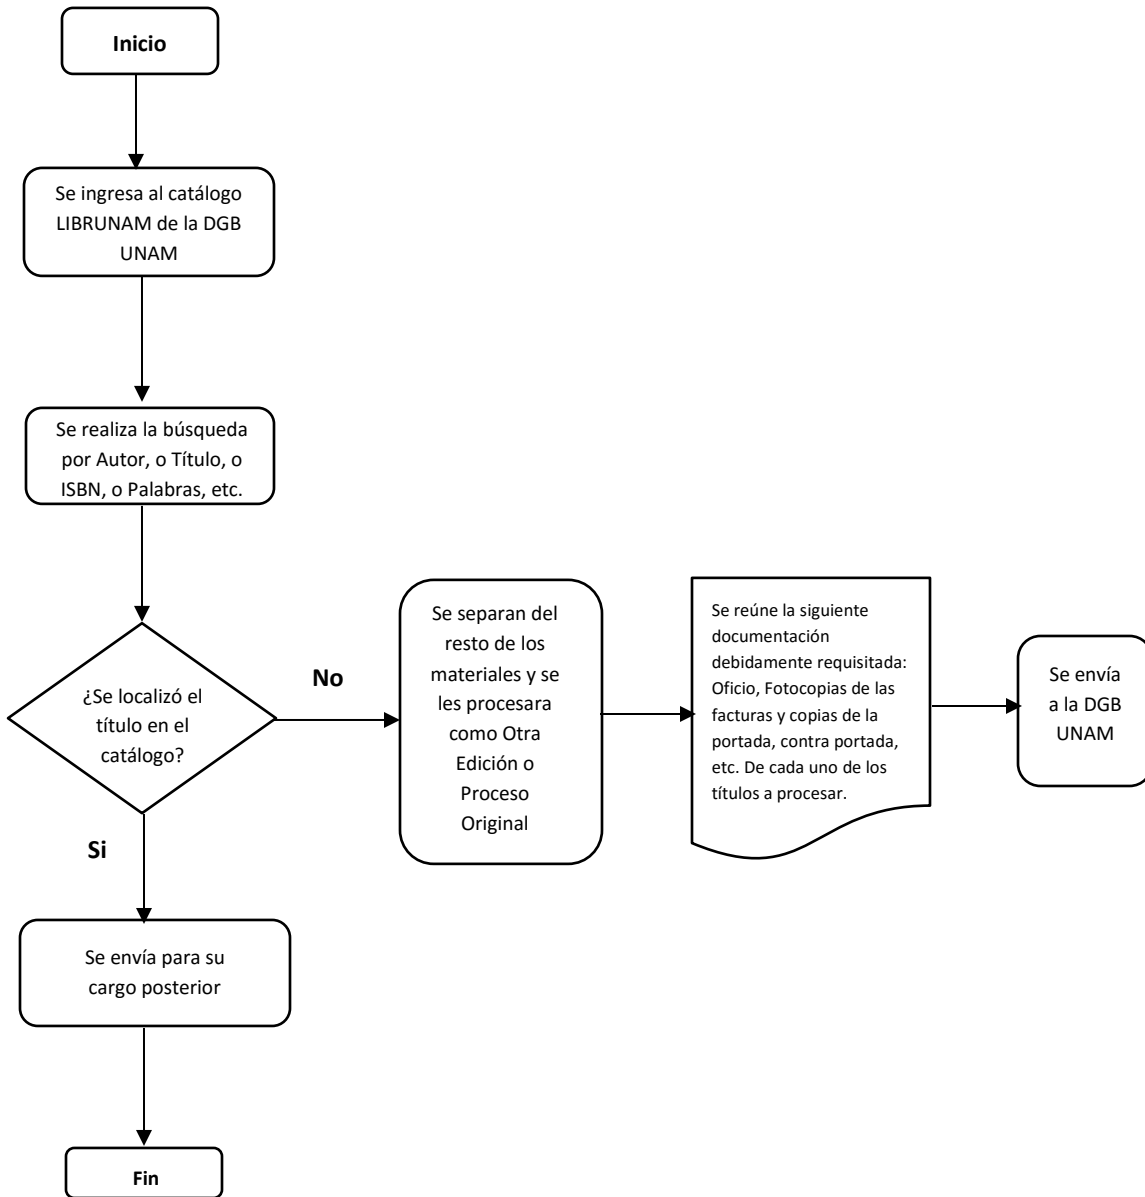 Inicio
Se ingresa al catálogo
LIBRUNAM de la DGB
UNAM
Se realiza la búsqueda
por Autor, o Título, o
ISBN, o Palabras, etc.
¿Se localizó el
título en el
catálogo?
No
Se separan del
resto de los
materiales y se
les procesara
como Otra
Edición o
Proceso
Original
Se reúne la siguiente
documentación
debidamente requisitada:
Oficio, Fotocopias de las
facturas y copias de la
portada, contra portada,
etc. De cada uno de los
títulos a procesar.
Se envía
a la DGB
UNAM
Si
Se envía para su
cargo posterior
Fin